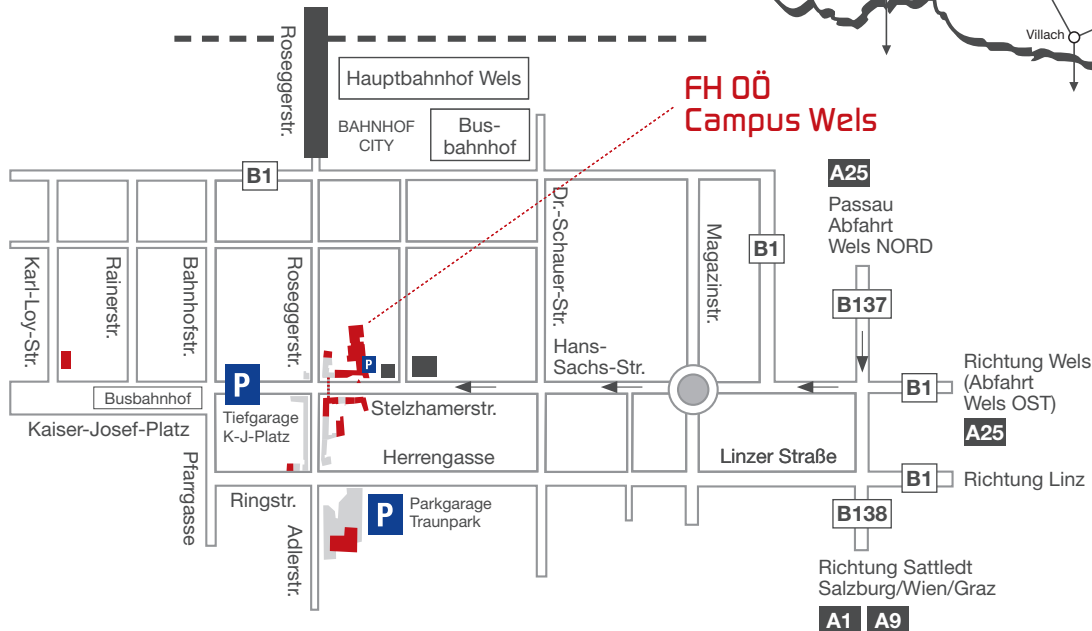 Villach
Roseggerstr.
Hauptbahnhof Wels
BAHNHOF
CITY
Bus-
bahnhof
FH OÖ
Campus Wels
B1
A25
Passau
Abfahrt
Wels NORD
B137
Karl-Loy-Str.
Rainerstr.
Bahnhofstr.
Roseggerstr.
Dr.-Schauer-Str.
Magazinstr.
B1
Hans-
Sachs-Str.
P
P
Tiefgarage
K-J-Platz
Busbahnhof
Kaiser-Josef-Platz
Stelzhamerstr.
B1
Richtung Wels
(Abfahrt
Wels OST)
A25
Pfarrgasse
Herrengasse
Linzer Straße
B1
Richtung Linz
Ringstr.
Adlerstr.
P
Parkgarage
Traunpark
B138
Richtung Sattledt
Salzburg/Wien/Graz
A1
A9